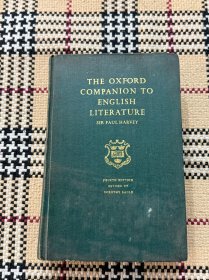 THE OXFORD
COMPANION TO
ENGLISH
LITERATURE
SIR PAUL HARVEY
FOURTH EDITION
REVISED BY
DOROTHY EAGLE